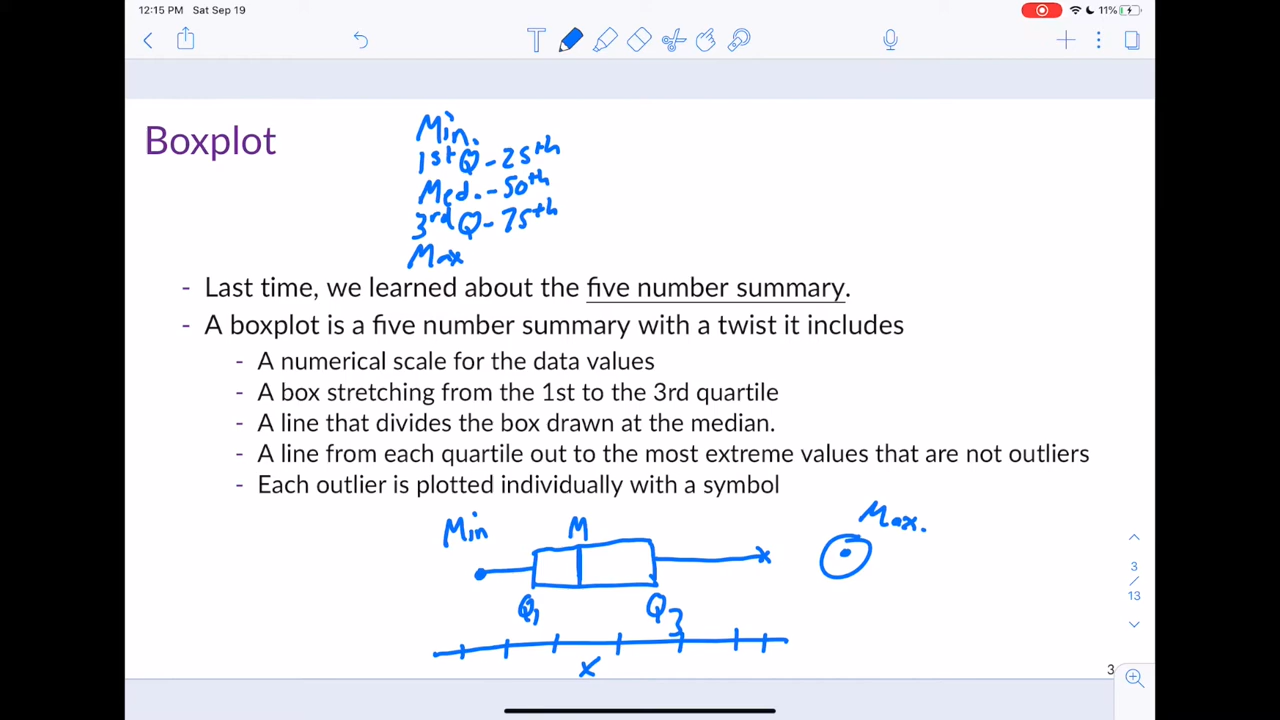 12:15 PM Sat Sep 19
11%
T
Boxplot
Min.
1st Q - 25th
Med. - 50th
3rd Q - 75th
Max
- Last time, we learned about the five number summary.
- A boxplot is a five number summary with a twist it includes
- A numerical scale for the data values
- A box stretching from the 1st to the 3rd quartile
- A line that divides the box drawn at the median.
- A line from each quartile out to the most extreme values that are not outliers
- Each outlier is plotted individually with a symbol
Min M Max.
Q1 Q3
x
3
/
13
3